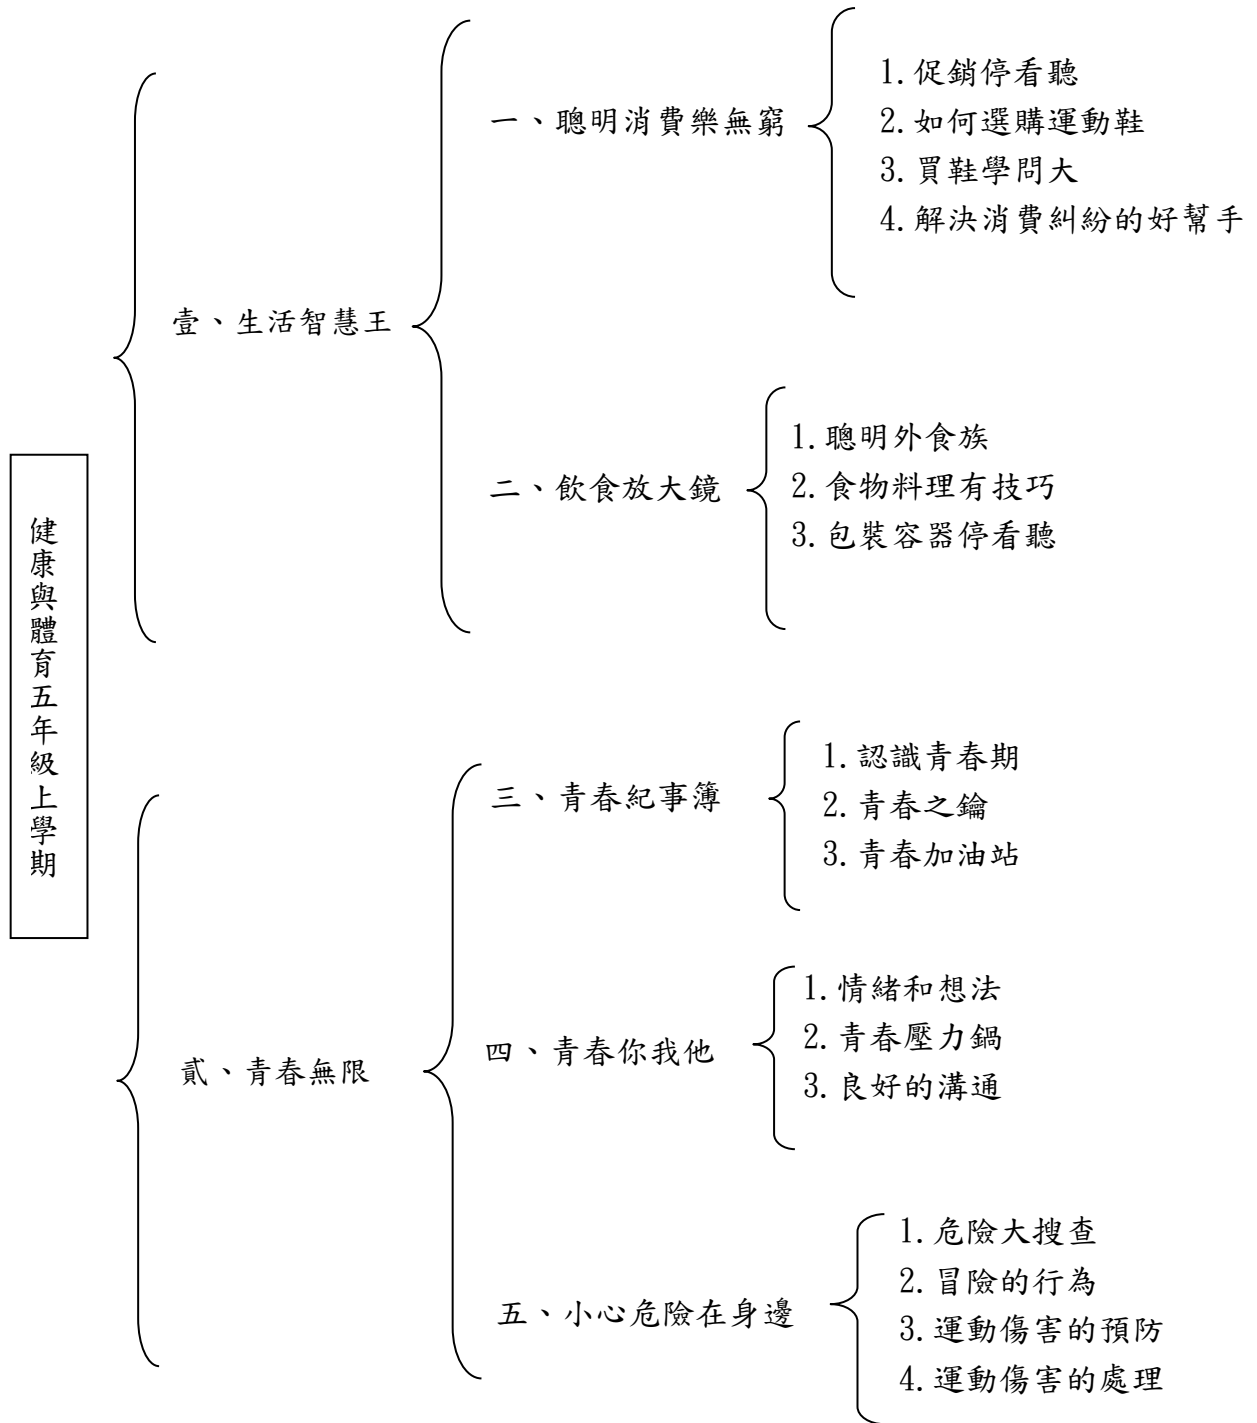 健康與體育五年級上學期
壹、生活智慧王
一、聰明消費樂無窮
1.促銷停看聽
2.如何選購運動鞋
3.買鞋學問大
4.解決消費糾紛的好幫手
二、飲食放大鏡
1.聰明外食族
2.食物料理有技巧
3.包裝容器停看聽
貳、青春無限
三、青春紀事簿
1.認識青春期
2.青春之鑰
3.青春加油站
四、青春你我他
1.情緒和想法
2.青春壓力鍋
3.良好的溝通
五、小心危險在身邊
1.危險大搜查
2.冒險的行為
3.運動傷害的預防
4.運動傷害的處理